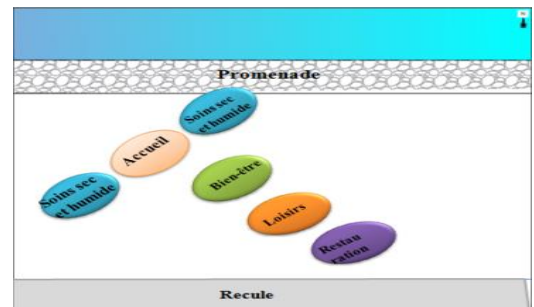 Promenade
Soins sec
et humide
Accueil
Soins sec
et humide
Bien-être
Loisirs
Restau
ration
Recule